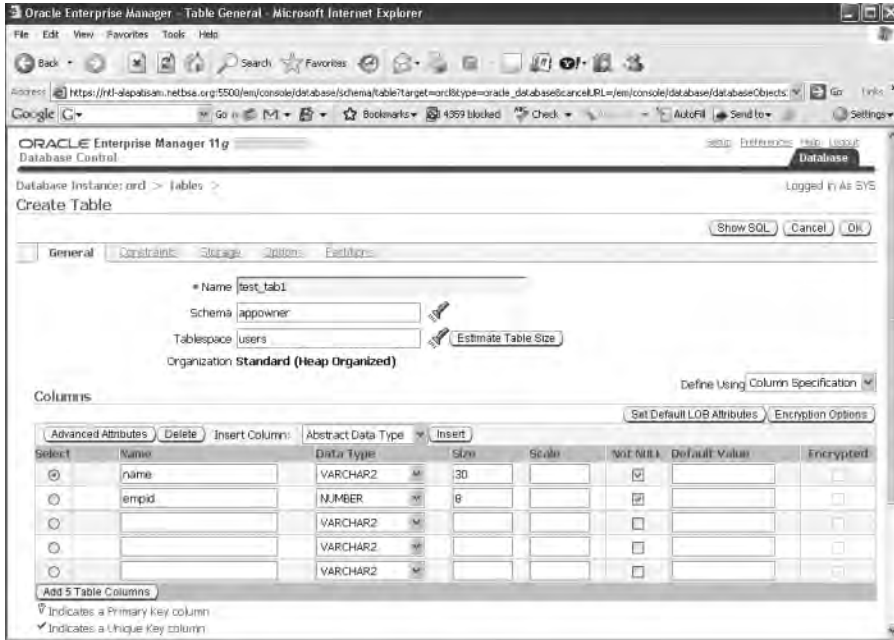 Oracle Enterprise Manager - Table General - Microsoft Internet Explorer
File Edit View Favorites Tools Help
Back Search Favorites
Address https://ntl-alapatisam.netbsa.org:5500/em/console/database/schema/table?target=orcl&type=oracle_database&cancelURL=/em/console/database/databaseObjects Go Links
Google G Go M Bookmarks 4359 blocked Check AutoFill Send to Settings
ORACLE Enterprise Manager 11g
Setup Preferences Help Logout
Database Control
Database
Database Instance: orcl > Tables >
Logged in As SYS
Create Table
Show SQL Cancel OK
General Constraints Storage Options Partitions
* Name test_tab1
Schema appowner
Tablespace users Estimate Table Size
Organization Standard (Heap Organized)
Define Using Column Specification
Columns
Set Default LOB Attributes Encryption Options
Advanced Attributes Delete Insert Column: Abstract Data Type Insert
Select Name Data Type Size Scale Not NULL Default Value Encrypted
name VARCHAR2 30
empid NUMBER 8
VARCHAR2
VARCHAR2
VARCHAR2
Add 5 Table Columns
Indicates a Primary Key column
Indicates a Unique Key column